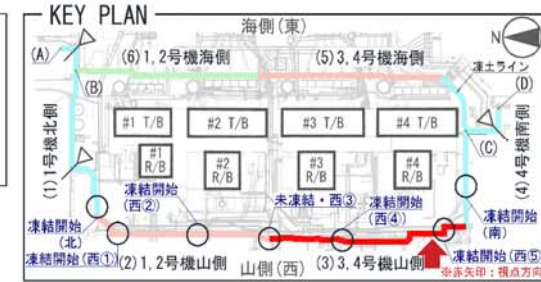 KEY PLAN
海側(東)
N
(A)
(6)1,2号機海側
(5)3,4号機海側
凍土ライン
(B)
(D)
#1 T/B
#2 T/B
#3 T/B
#4 T/B
(1)1号機北側
(C)
(4)4号機南側
#1
R/B
#2
R/B
#3
R/B
#4
R/B
凍結開始
(西②)
未凍結・西③
凍結開始
(西④)
凍結開始
(北)
凍結開始
(南)
凍結開始(西①)
(2)1,2号機山側
山側(西)
(3)3,4号機山側
凍結開始(西⑤)
※赤矢印:視点方向